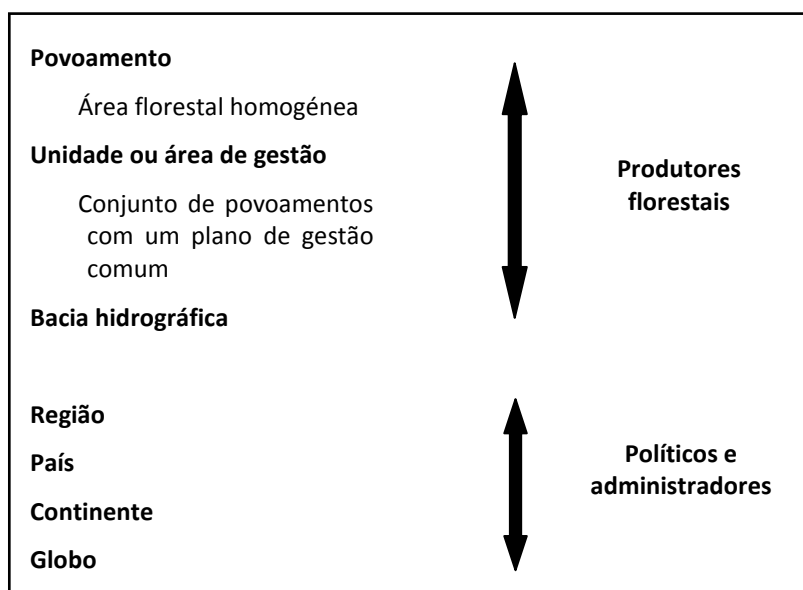 Povoamento
Área florestal homogénea
Unidade ou área de gestão
Conjunto de povoamentos
com um plano de gestão
comum
Bacia hidrográfica
Produtores
florestais
Região
País
Continente
Globo
Políticos e
administradores